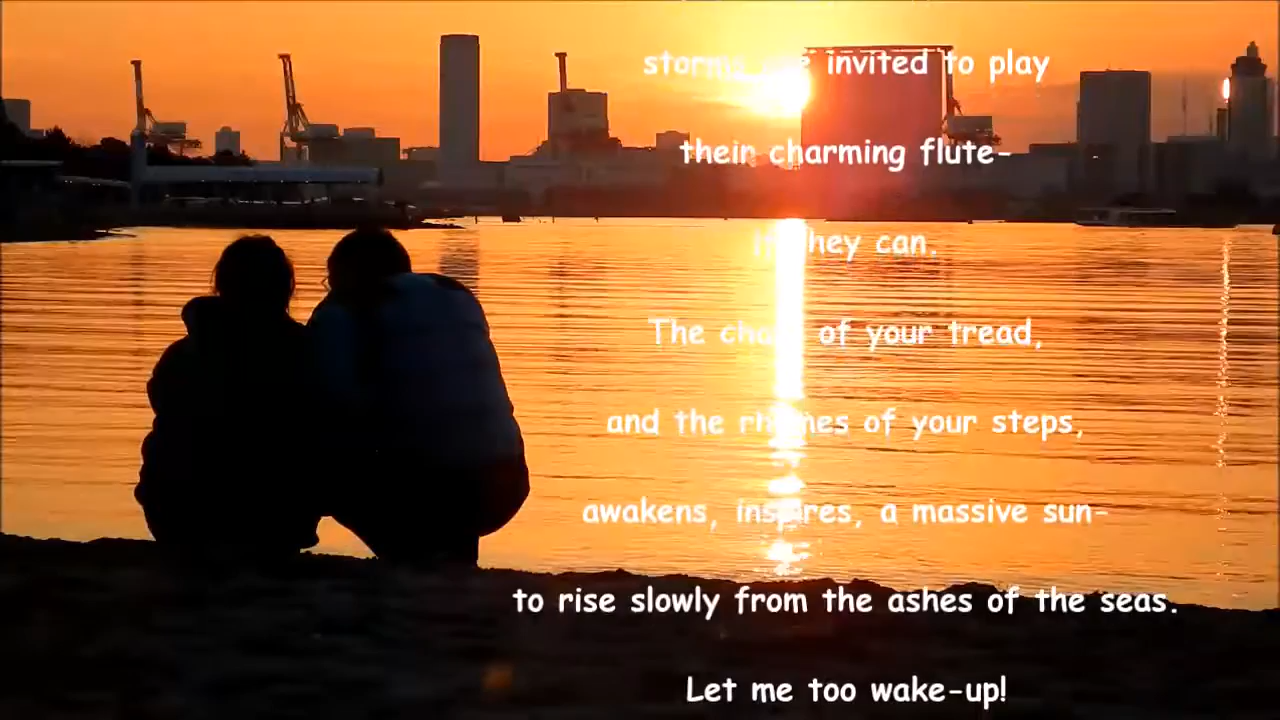 storms are invited to play
their charming flute-
if they can.
The chant of your tread,
and the rhymes of your steps,
awakens, inspires, a massive sun-
to rise slowly from the ashes of the seas.
Let me too wake-up!